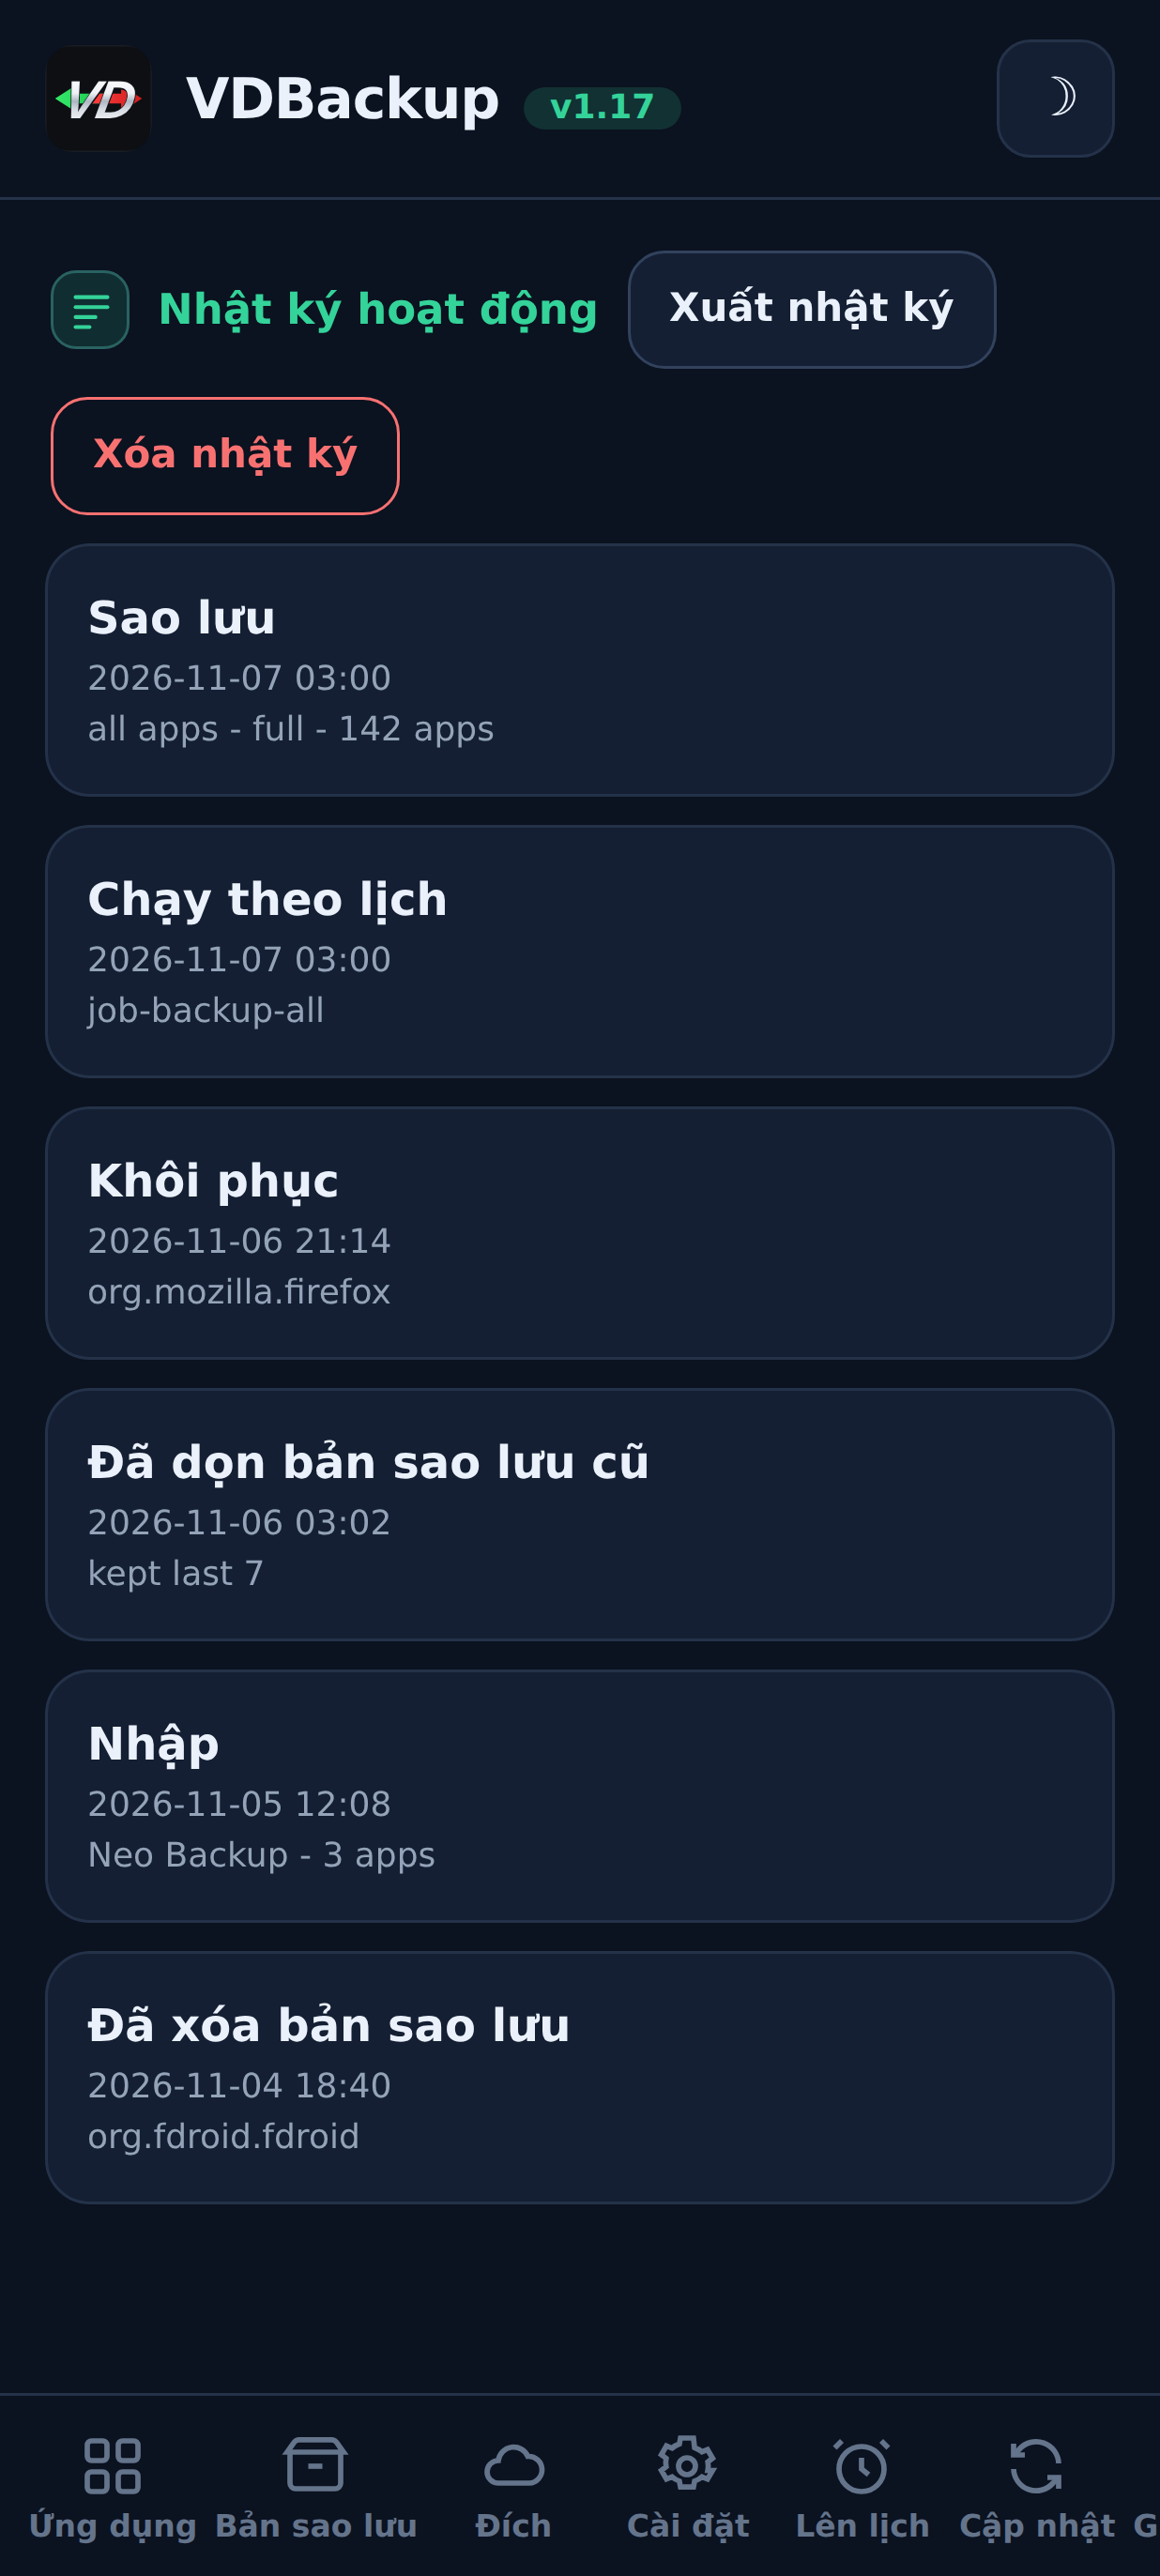 VD
VDBackup v1.17
Nhật ký hoạt động
Xuất nhật ký
Xóa nhật ký
Sao lưu
2026-11-07 03:00
all apps - full - 142 apps
Chạy theo lịch
2026-11-07 03:00
job-backup-all
Khôi phục
2026-11-06 21:14
org.mozilla.firefox
Đã dọn bản sao lưu cũ
2026-11-06 03:02
kept last 7
Nhập
2026-11-05 12:08
Neo Backup - 3 apps
Đã xóa bản sao lưu
2026-11-04 18:40
org.fdroid.fdroid
Ứng dụng Bản sao lưu Đích Cài đặt Lên lịch Cập nhật